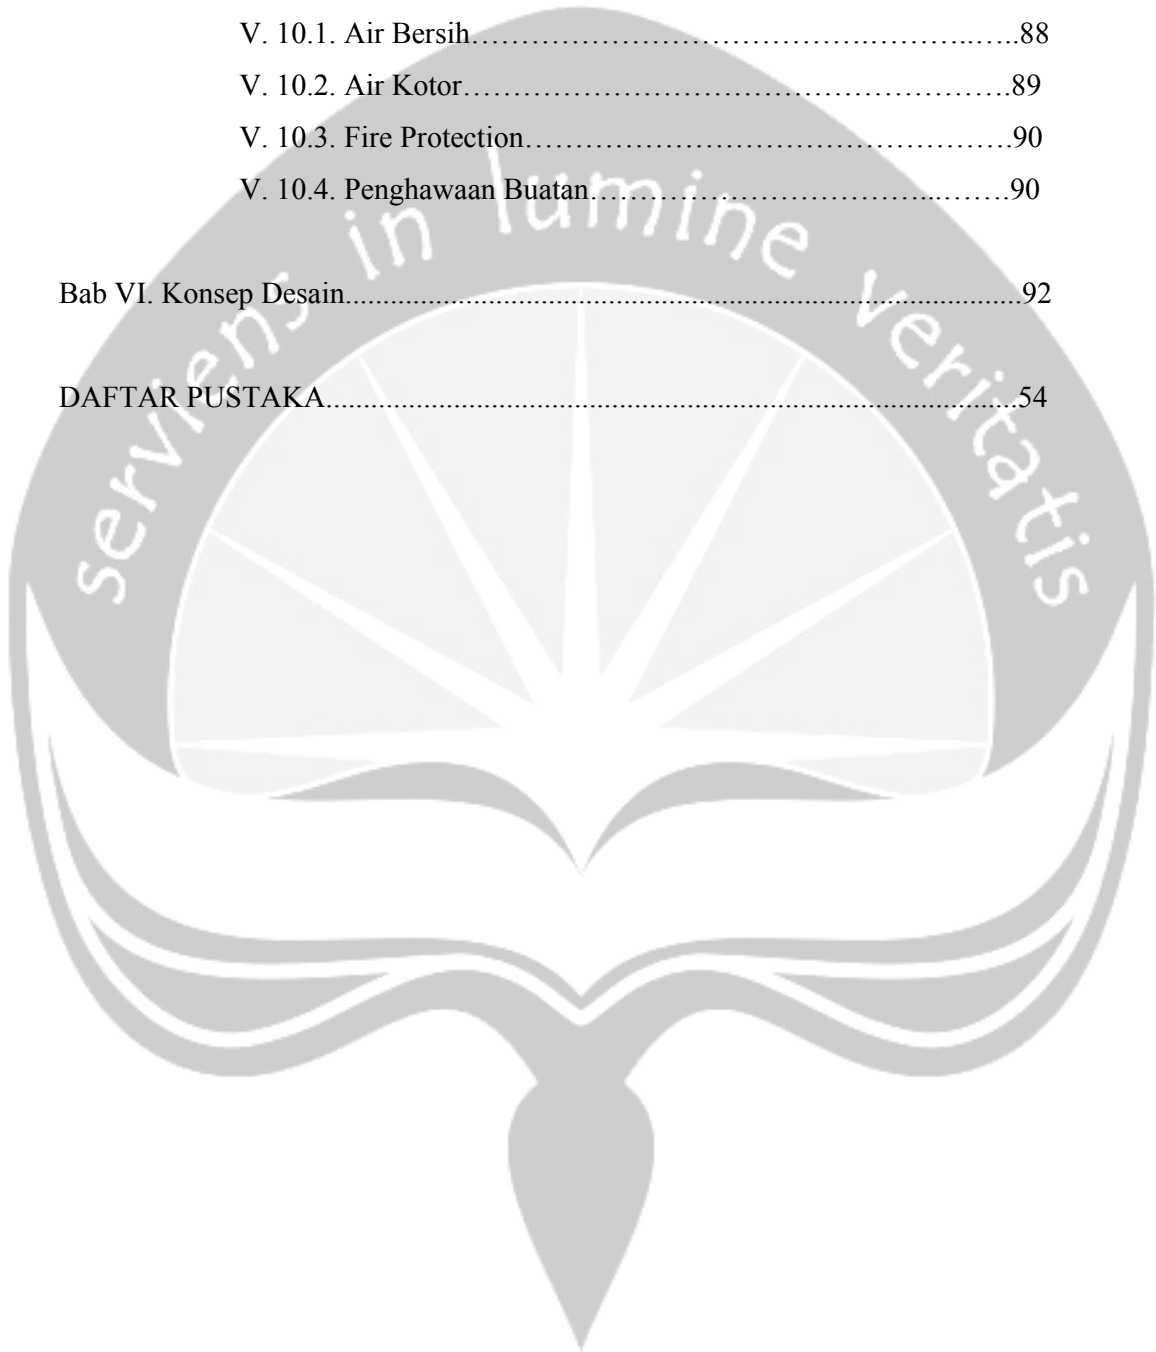 V. 10.1. Air Bersih……………………………….………..…..88
V. 10.2. Air Kotor……………………………………………….89
V. 10.3. Fire Protection………………………………………….90
V. 10.4. Penghawaan Buatan…………………………...…….90
serviens in lumine veritatis
Bab VI. Konsep Desain..........................................................................................92
DAFTAR PUSTAKA............................................................................................54